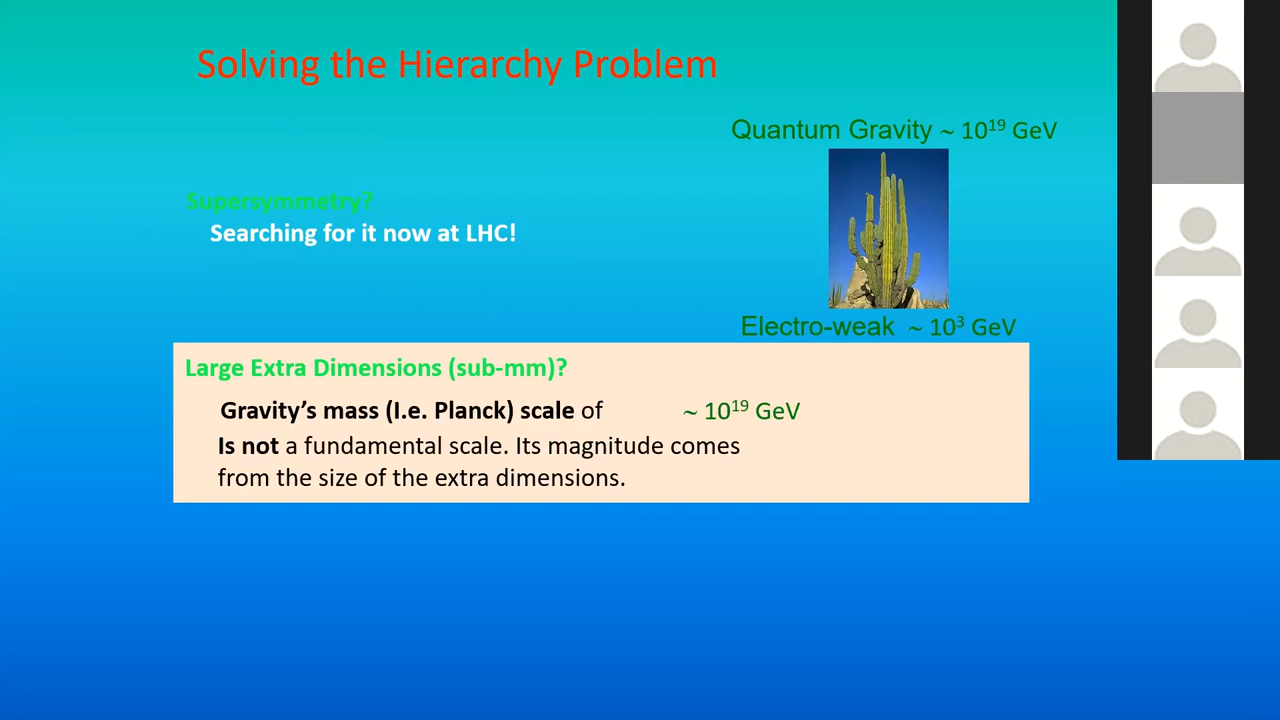 Solving the Hierarchy Problem
Quantum Gravity ~ 10¹⁹ GeV
Supersymmetry?
Searching for it now at LHC!
Electro-weak ~ 10³ GeV
Large Extra Dimensions (sub-mm)?
Gravity’s mass (I.e. Planck) scale of ~ 10¹⁹ GeV
Is not a fundamental scale. Its magnitude comes
from the size of the extra dimensions.